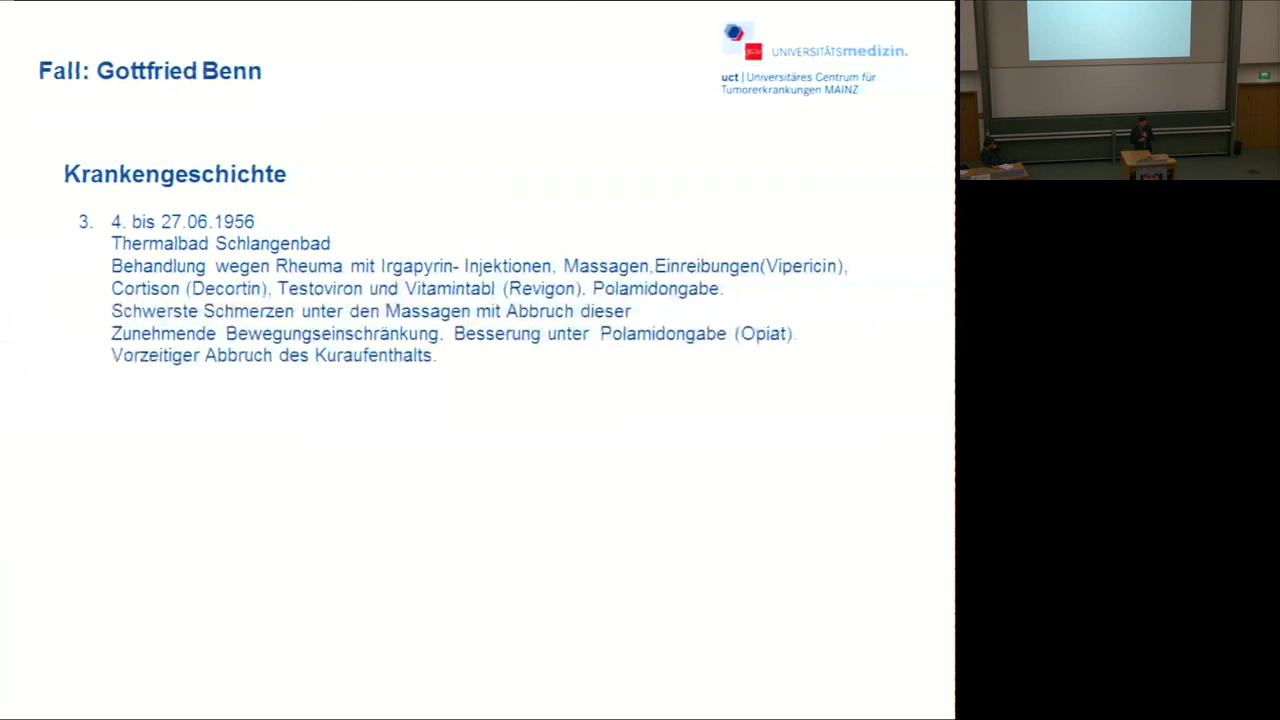 Fall: Gottfried Benn
UNIVERSITÄTSmedizin.
uct | Universitäres Centrum für
Tumorerkrankungen MAINZ
Krankengeschichte
3. 4. bis 27.06.1956
Thermalbad Schlangenbad
Behandlung wegen Rheuma mit Irgapyrin- Injektionen, Massagen,Einreibungen(Vipericin),
Cortison (Decortin), Testoviron und Vitamintabl (Revigon). Polamidongabe.
Schwerste Schmerzen unter den Massagen mit Abbruch dieser
Zunehmende Bewegungseinschränkung. Besserung unter Polamidongabe (Opiat).
Vorzeitiger Abbruch des Kuraufenthalts.